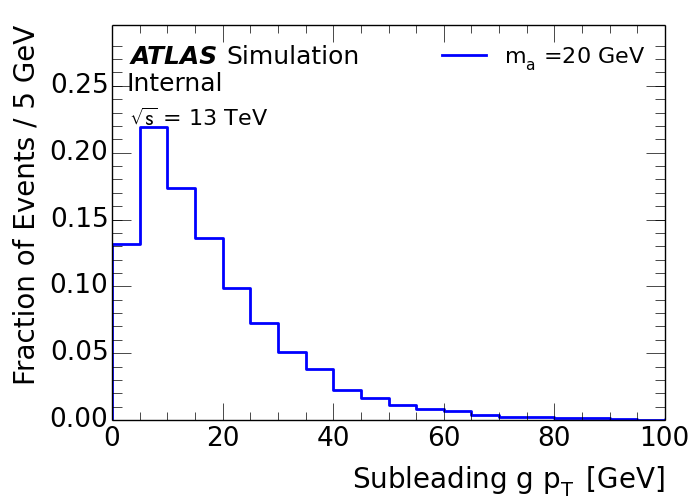 ATLAS Simulation
Internal
√s = 13 TeV
mₐ =20 GeV
Fraction of Events / 5 GeV
0.25
0.20
0.15
0.10
0.05
0.00
0 20 40 60 80 100
Subleading g p_T [GeV]